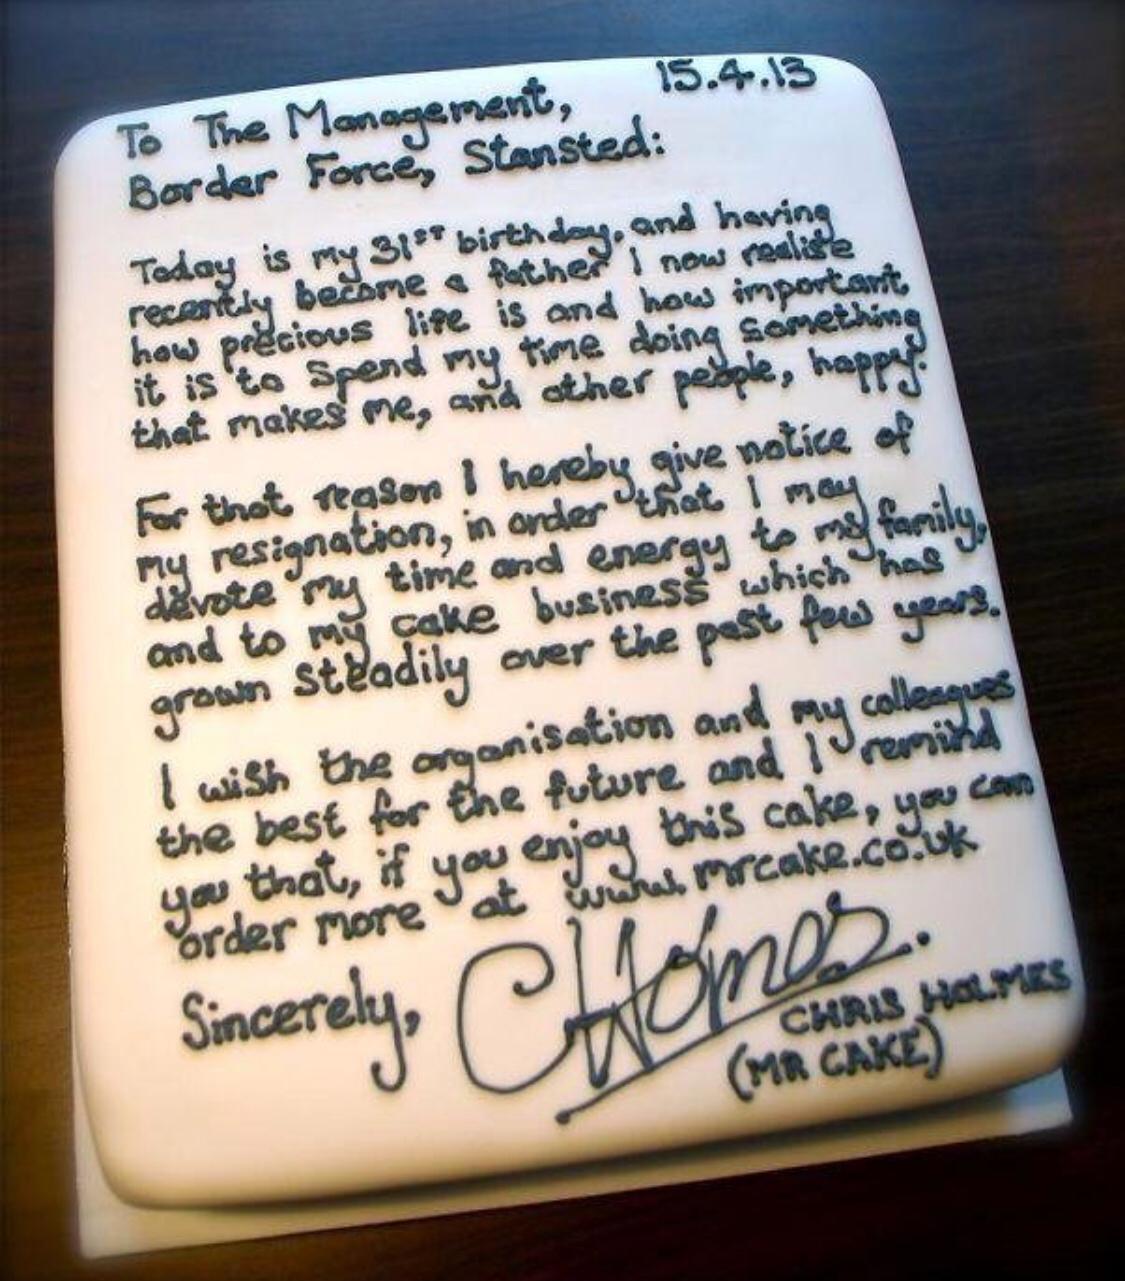 15.4.13
To The Management,
Border Force, Stansted:
Today is my 31st birthday, and having
recently become a father I now realise
how precious life is and how important
it is to spend my time doing something
that makes me, and other people, happy.
For that reason I hereby give notice of
my resignation, in order that I may
devote my time and energy to my family,
and to my cake business which has
grown steadily over the past few years.
I wish the organisation and my colleagues
the best for the future and I remind
you that, if you enjoy this cake, you can
order more at www.mrcake.co.uk
Sincerely, CHolmes.
CHRIS HOLMES
(MR CAKE)